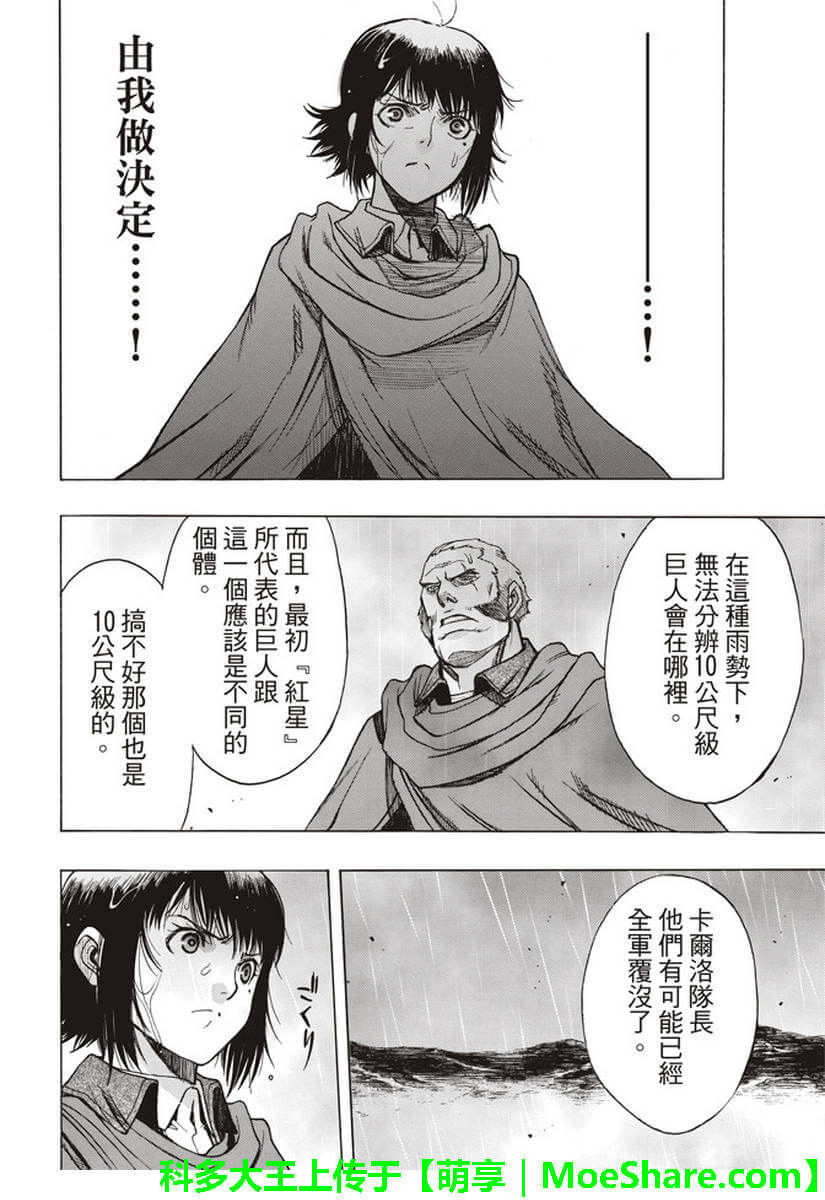 ——…！
由我做決定……！
在這種雨勢下，
無法分辨10公尺級
巨人會在哪裡。
而且，最初『紅星』
所代表的巨人跟
這一個應該是不同的
個體。
搞不好那個也是
10公尺級的。
卡爾洛隊長
他們有可能已經
全軍覆沒了。
科多大王上传于【萌享】MoeShare.com】